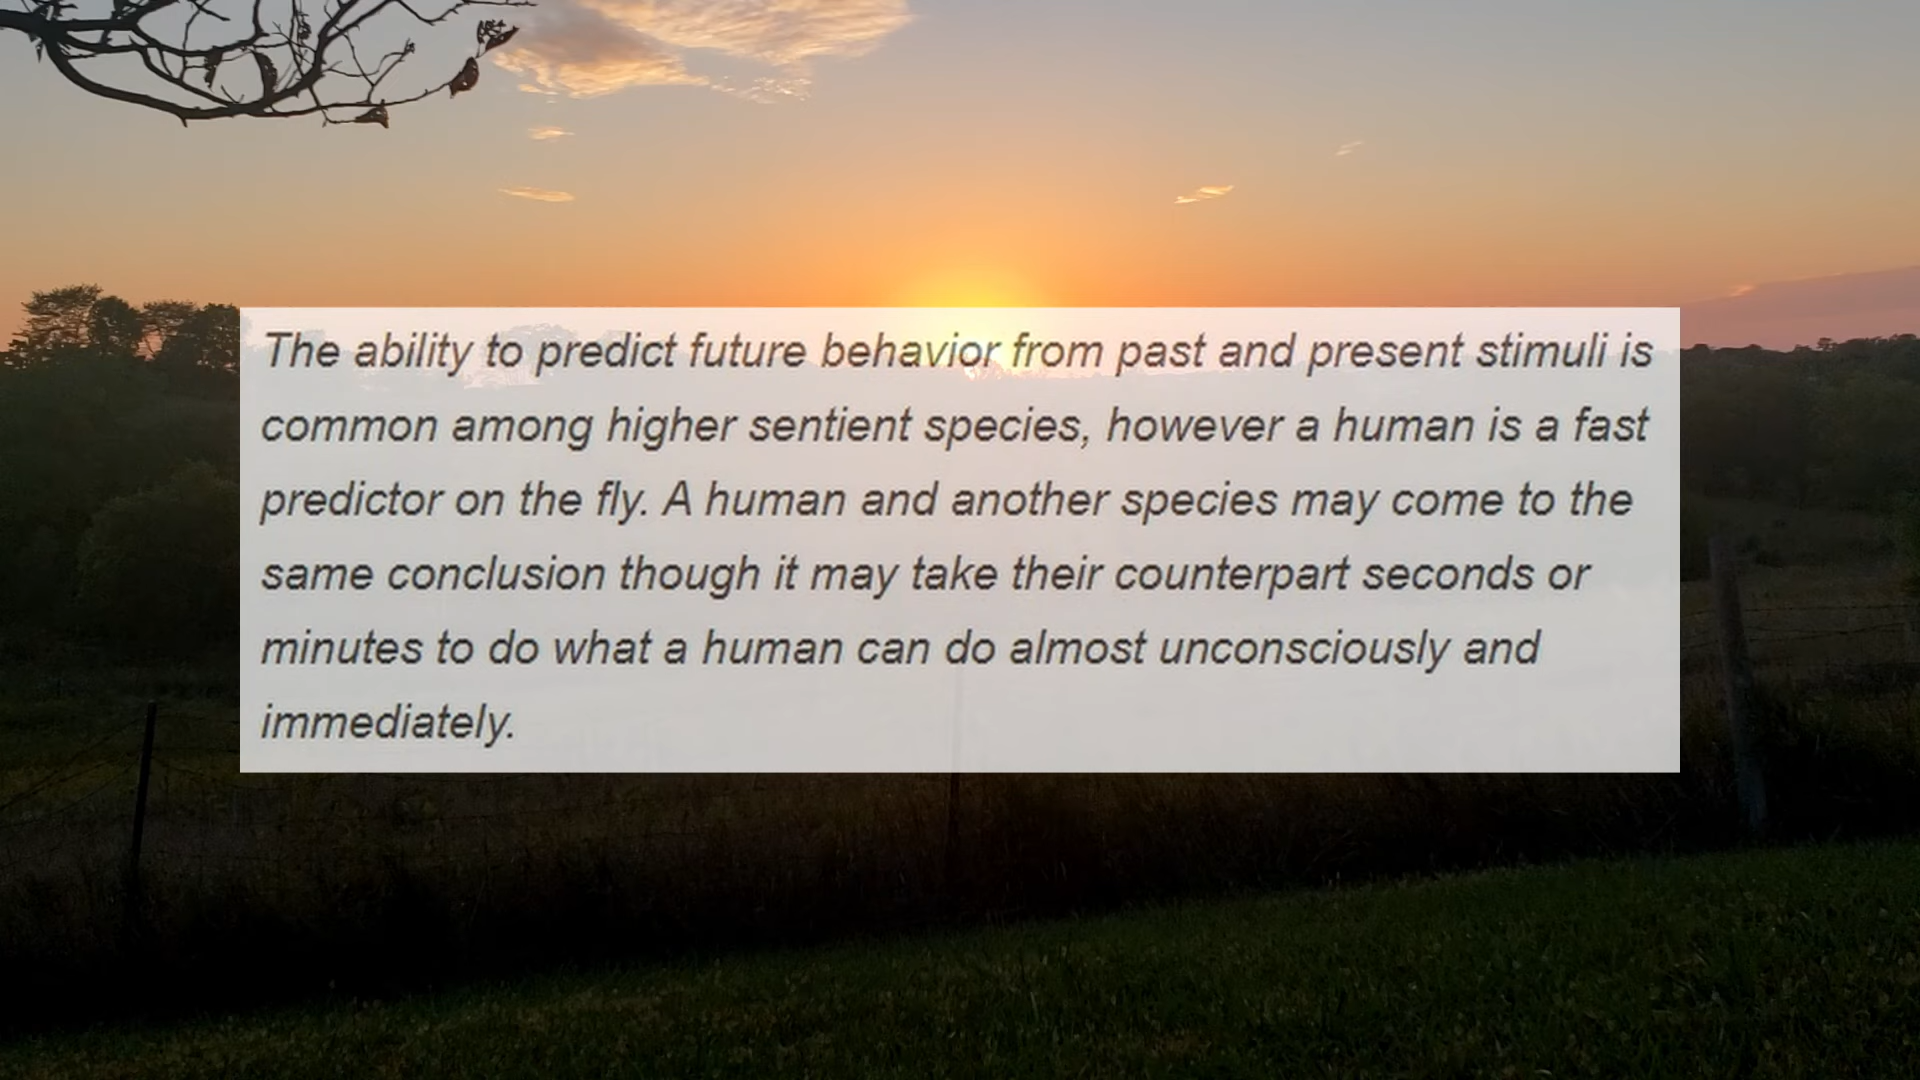 The ability to predict future behavior from past and present stimuli is
common among higher sentient species, however a human is a fast
predictor on the fly. A human and another species may come to the
same conclusion though it may take their counterpart seconds or
minutes to do what a human can do almost unconsciously and
immediately.